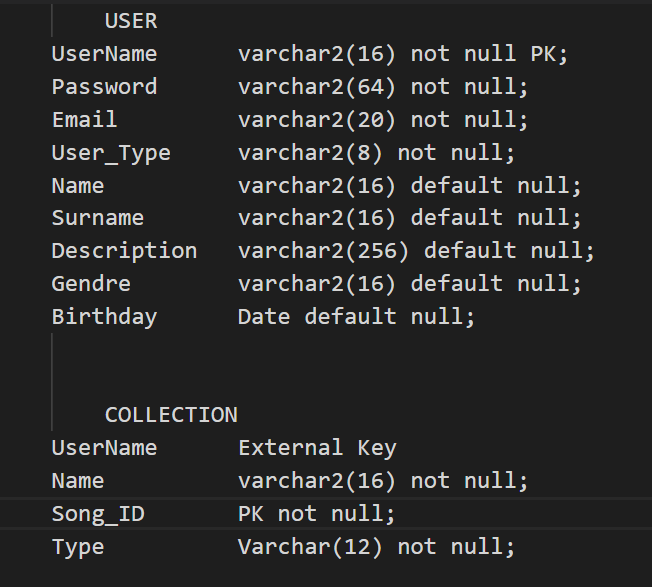 USER
UserName varchar2(16) not null PK;
Password varchar2(64) not null;
Email varchar2(20) not null;
User_Type varchar2(8) not null;
Name varchar2(16) default null;
Surname varchar2(16) default null;
Description varchar2(256) default null;
Gendre varchar2(16) default null;
Birthday Date default null;
COLLECTION
UserName External Key
Name varchar2(16) not null;
Song_ID PK not null;
Type Varchar(12) not null;